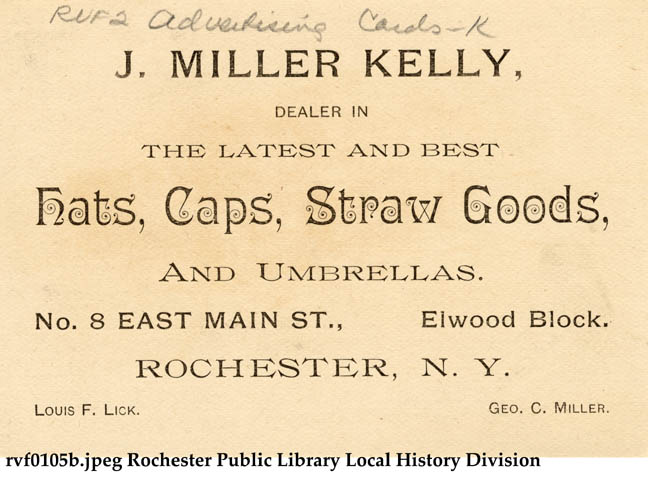 RVF2 Advertising Cards-K
J. MILLER KELLY,
DEALER IN
THE LATEST AND BEST
Hats, Caps, Straw Goods,
AND UMBRELLAS.
No. 8 EAST MAIN ST., Elwood Block.
ROCHESTER, N. Y.
LOUIS F. LICK. GEO. C. MILLER.
rvf0105b.jpeg Rochester Public Library Local History Division